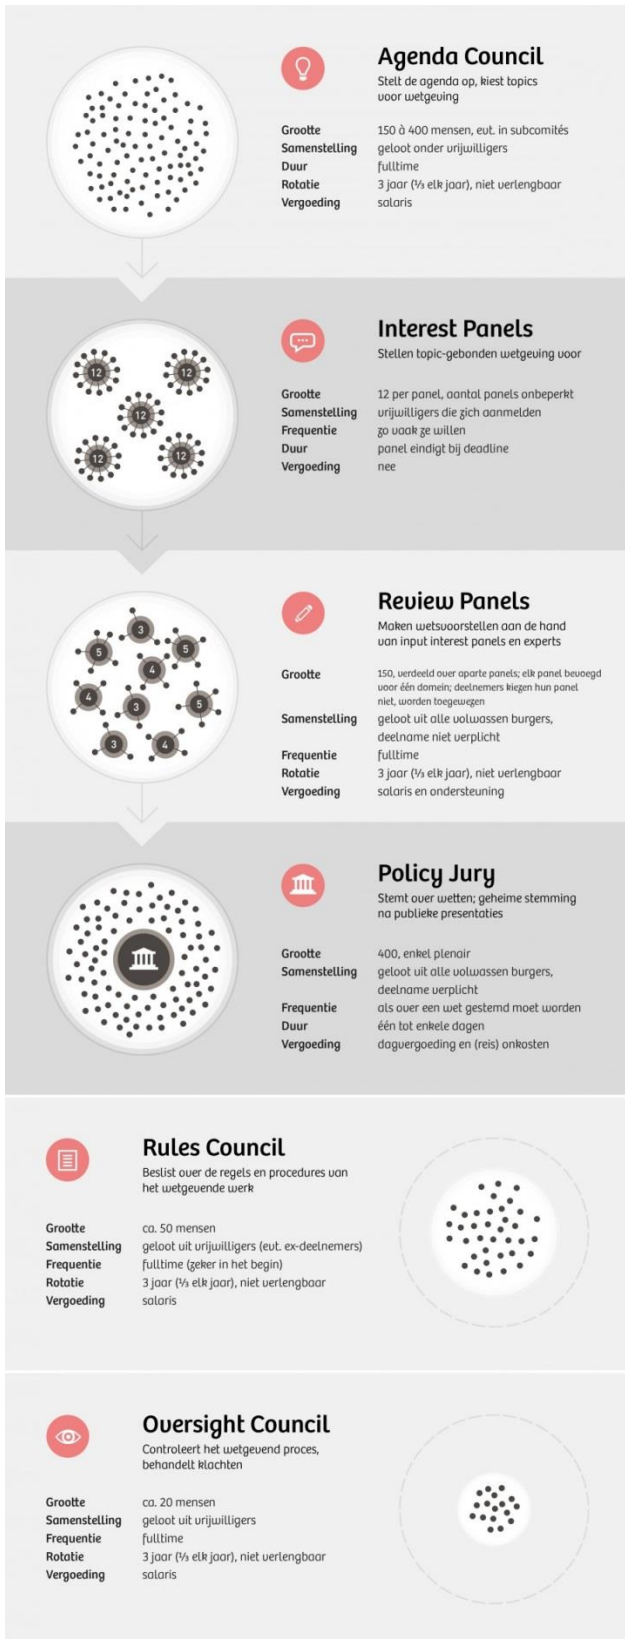 Agenda Council
Stelt de agenda op, kiest topics
voor wetgeving
Grootte 150 à 400 mensen, evt. in subcomités
Samenstelling geloot onder vrijwilligers
Duur fulltime
Rotatie 3 jaar (⅓ elk jaar), niet verlengbaar
Vergoeding salaris
Interest Panels
Stellen topic-gebonden wetgeving voor
12
12
12
12
12
Grootte 12 per panel, aantal panels onbeperkt
Samenstelling vrijwilligers die zich aanmelden
Frequentie zo vaak ze willen
Duur panel eindigt bij deadline
Vergoeding nee
Review Panels
Maken wetsvoorstellen aan de hand
van input interest panels en experts
3
5
5
4
4
3
5
3
4
Grootte 150, verdeeld over aparte panels; elk panel bevoegd
voor één domein; deelnemers kiezen hun panel
niet, worden toegewezen
Samenstelling geloot uit alle volwassen burgers,
deelname niet verplicht
Frequentie fulltime
Rotatie 3 jaar (⅓ elk jaar), niet verlengbaar
Vergoeding salaris en ondersteuning
Policy Jury
Stemt over wetten; geheime stemming
na publieke presentaties
Grootte 400, enkel plenair
Samenstelling geloot uit alle volwassen burgers,
deelname verplicht
Frequentie als over een wet gestemd moet worden
Duur één tot enkele dagen
Vergoeding dagvergoeding en (reis) onkosten
Rules Council
Beslist over de regels en procedures van
het wetgevende werk
Grootte ca. 50 mensen
Samenstelling geloot uit vrijwilligers (evt. ex-deelnemers)
Frequentie fulltime (zeker in het begin)
Rotatie 3 jaar (⅓ elk jaar), niet verlengbaar
Vergoeding salaris
Oversight Council
Controleert het wetgevend proces,
behandelt klachten
Grootte ca. 20 mensen
Samenstelling geloot uit vrijwilligers
Frequentie fulltime
Rotatie 3 jaar (⅓ elk jaar), niet verlengbaar
Vergoeding salaris